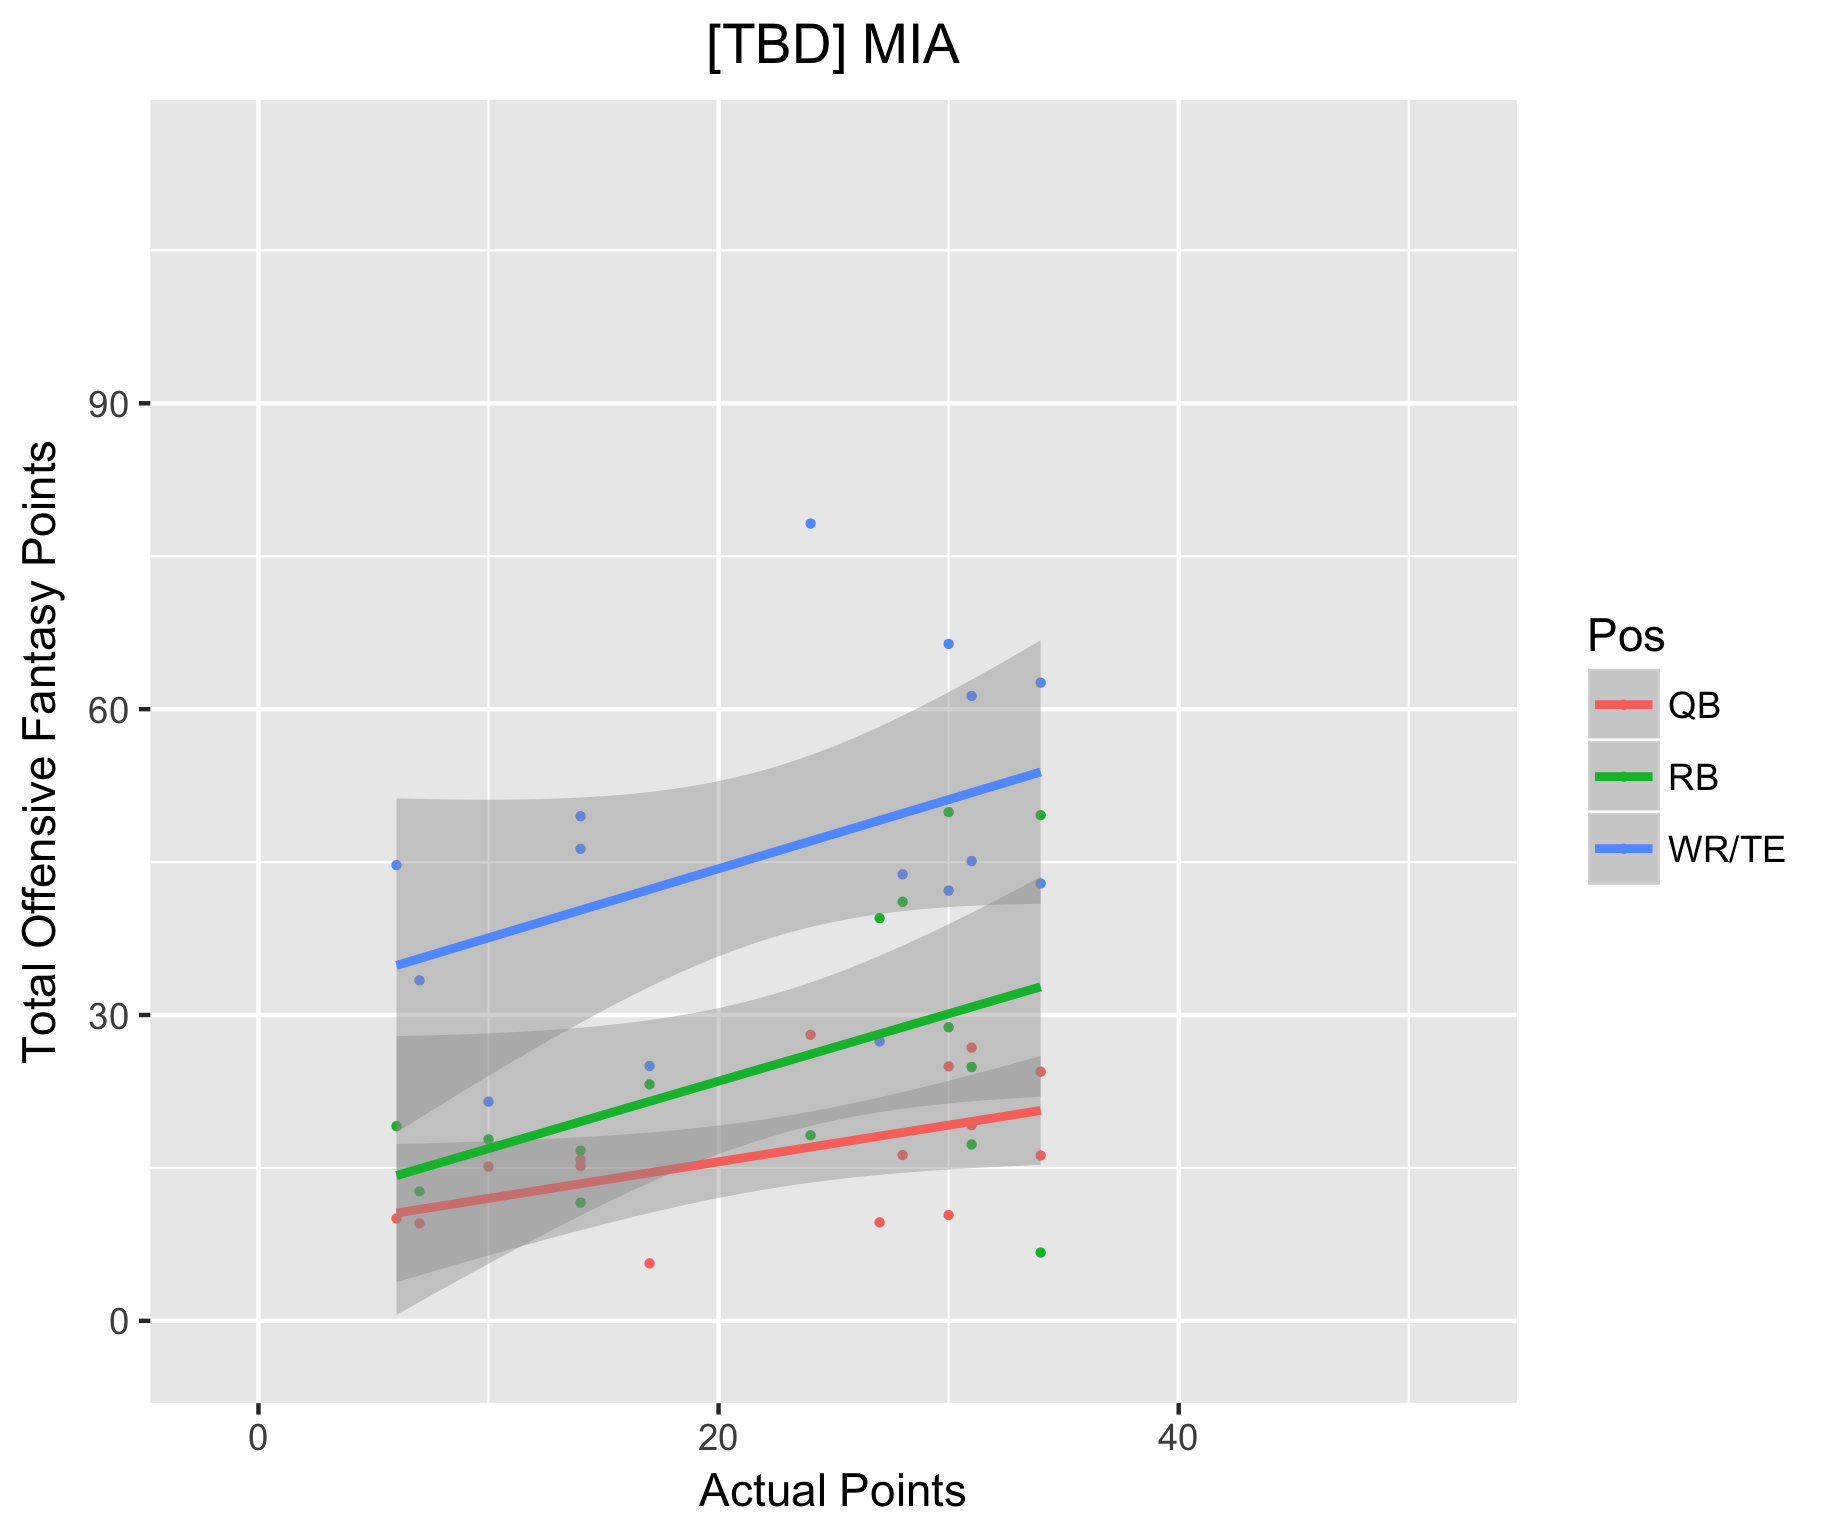 [TBD] MIA
Total Offensive Fantasy Points
90
60
30
0
0 20 40
Actual Points
Pos
QB
RB
WR/TE